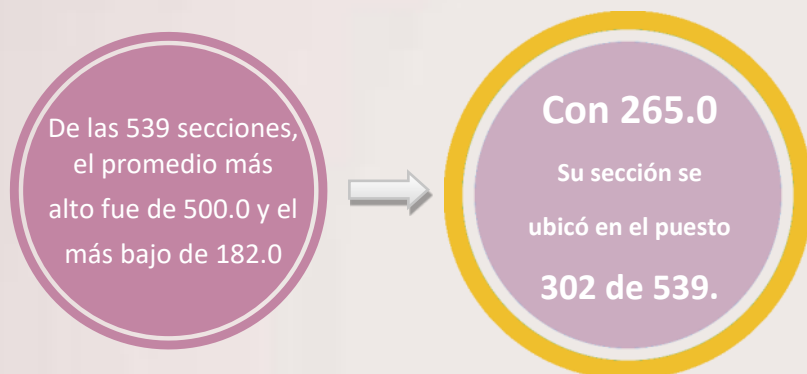 De las 539 secciones,
el promedio más
alto fue de 500.0 y el
más bajo de 182.0
Con 265.0
Su sección se
ubicó en el puesto
302 de 539.